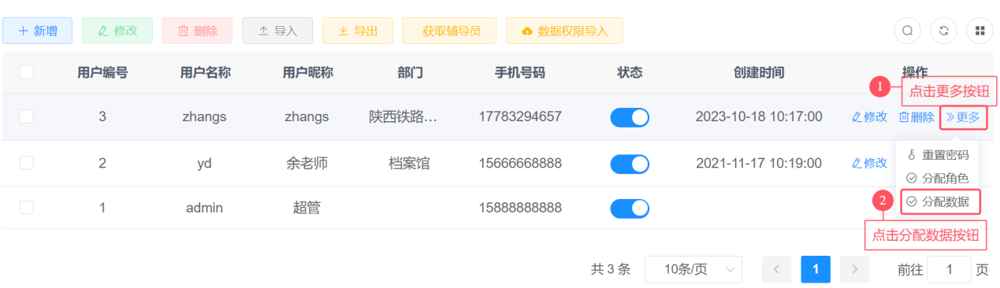 新增 修改 删除 导入 导出 获取辅导员 数据权限导入
用户编号 用户名称 用户昵称 部门 手机号码 状态 创建时间 操作
1 点击更多按钮
3 zhangs zhangs 陕西铁路... 17783294657 2023-10-18 10:17:00 修改 删除 更多
重置密码
2 yd 余老师 档案馆 15666668888 2021-11-17 10:19:00 修改
分配角色
2 分配数据
1 admin 超管 15888888888
点击分配数据按钮
共 3 条 10条/页 1 前往 1 页